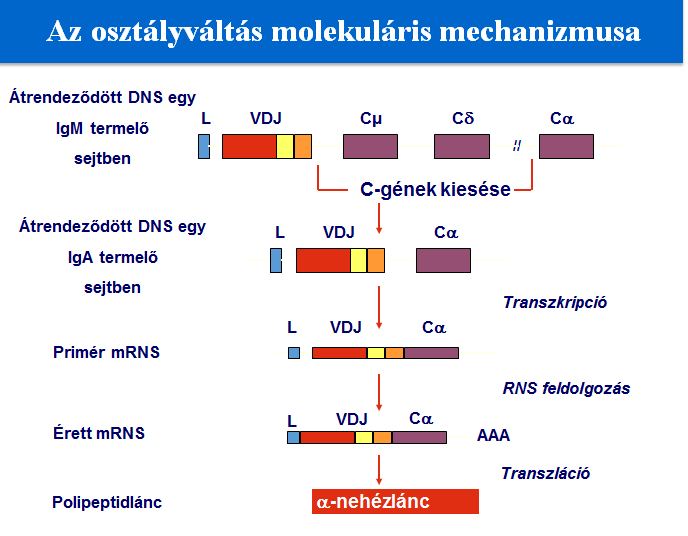 Az osztályváltás molekuláris mechanizmusa
Átrendeződött DNS egy
IgM termelő
sejtben
L VDJ Cμ Cδ // Cα
C-gének kiesése
Átrendeződött DNS egy
IgA termelő
sejtben
L VDJ Cα
Transzkripció
L VDJ Cα
Primér mRNS
RNS feldolgozás
L VDJ Cα
Érett mRNS AAA
Transzláció
Polipeptidlánc α-nehézlánc